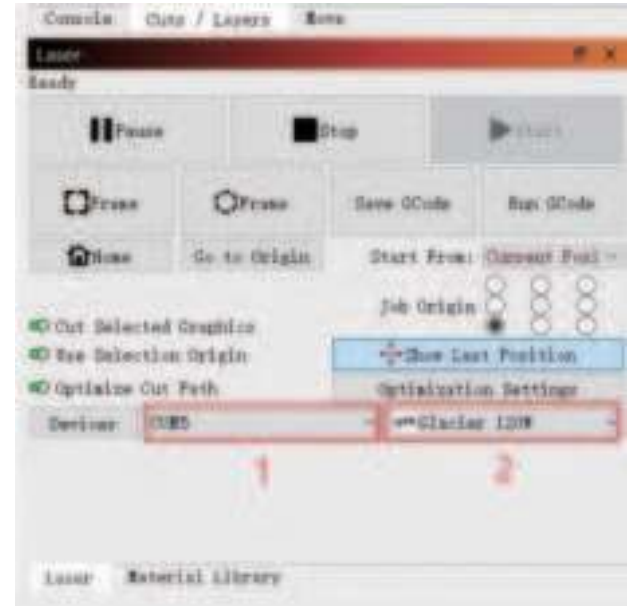 Console Cuts / Lasers Move
Laser
Ready
Pause Stop Start
Frame Frame Save GCode Run GCode
Home Go to Origin Start From: Current Posi
Job Origin
Cut Selected Graphics
Use Selection Origin Show Last Position
Optimize Cut Path Optimization Settings
Devices COM5 Glacier 120W
1 2
Laser Material Library